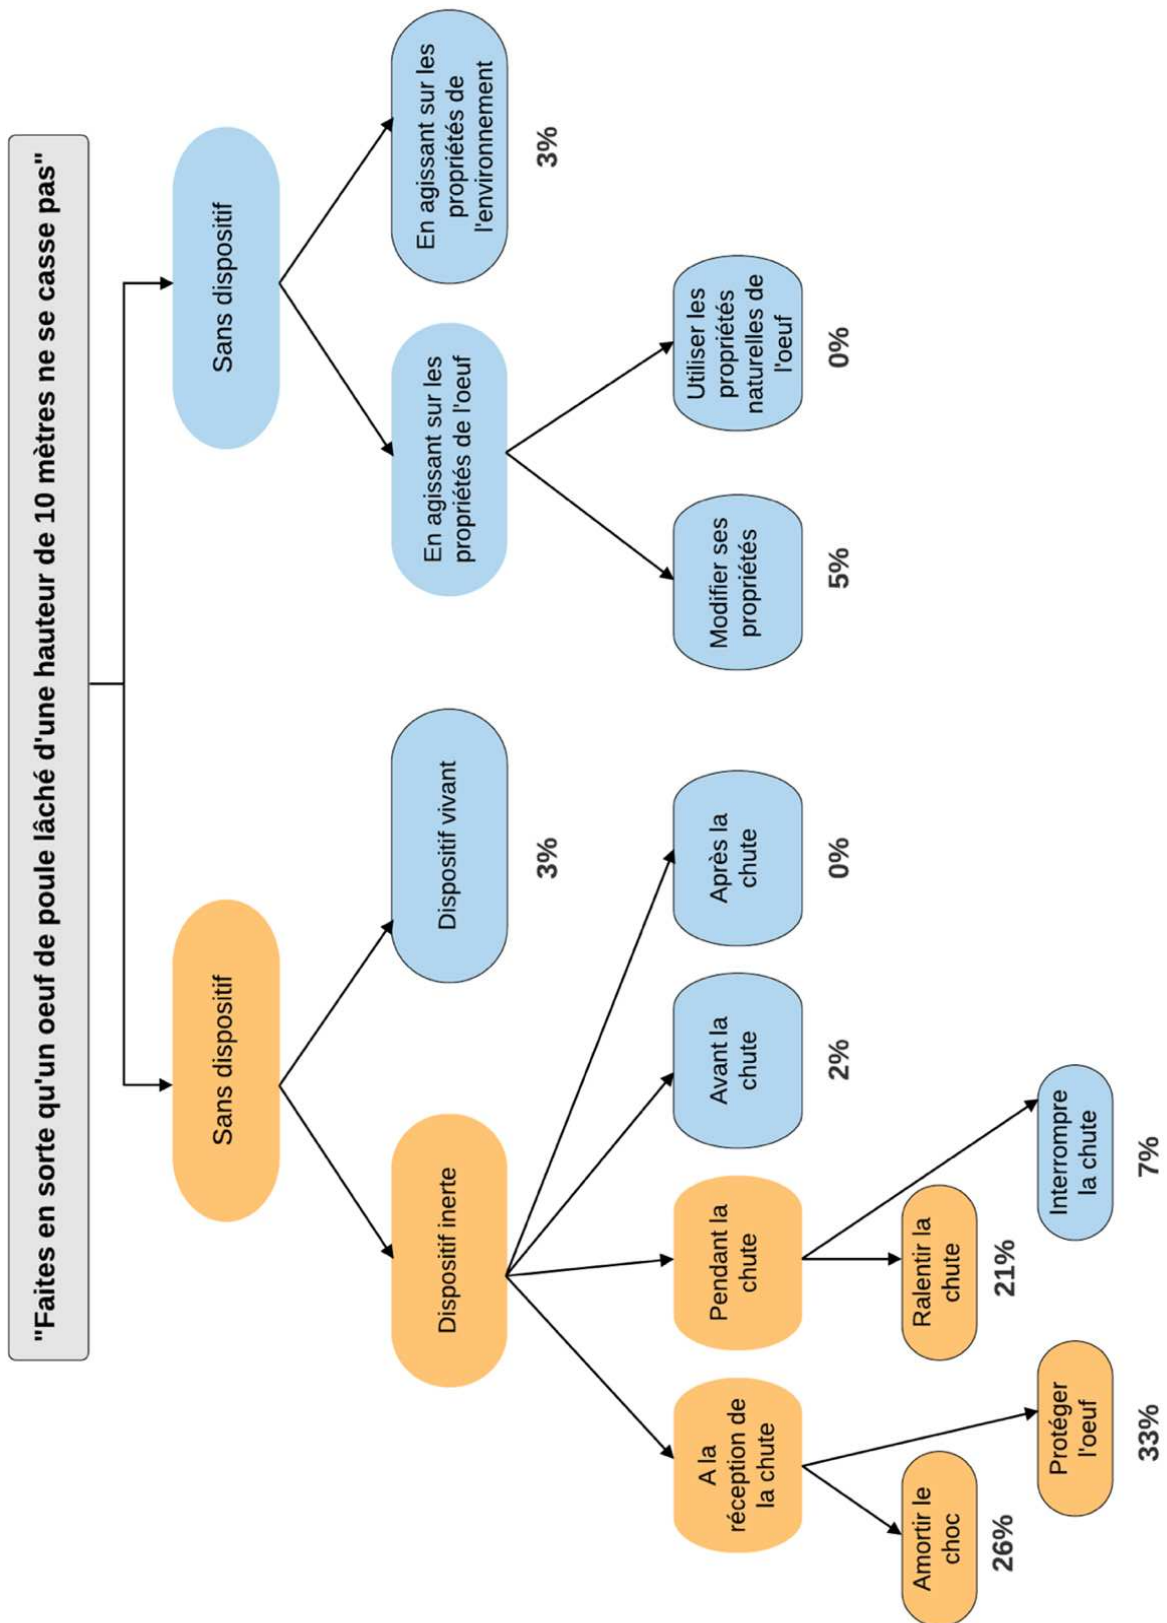 "Faites en sorte qu'un oeuf de poule lâché d'une hauteur de 10 mètres ne se casse pas"
Sans dispositif
Sans dispositif
Dispositif inerte
Dispositif vivant
3%
En agissant sur les
propriétés de l'oeuf
En agissant sur les
propriétés de
l'environnement
3%
A la
réception de
la chute
Pendant la
chute
Avant la
chute
2%
Après la
chute
0%
Modifier ses
propriétés
5%
Utiliser les
propriétés
naturelles de
l'oeuf
0%
Amortir le
choc
26%
Protéger
l'oeuf
33%
Ralentir la
chute
21%
Interrompre
la chute
7%